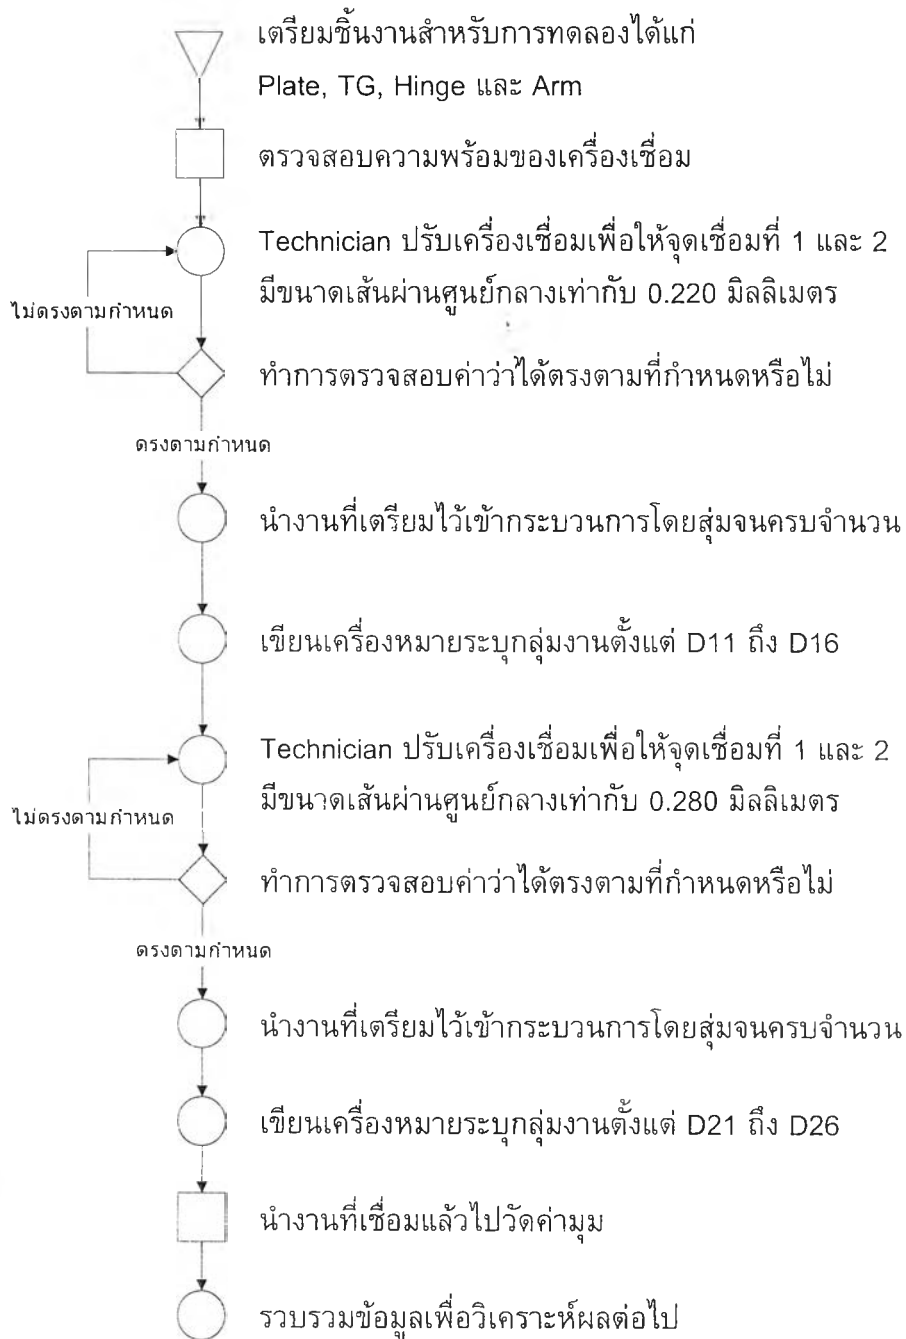 เตรียมชิ้นงานสำหรับการทดลองได้แก่
Plate, TG, Hinge และ Arm
ตรวจสอบความพร้อมของเครื่องเชื่อม
Technician ปรับเครื่องเชื่อมเพื่อให้จุดเชื่อมที่ 1 และ 2
มีขนาดเส้นผ่านศูนย์กลางเท่ากับ 0.220 มิลลิเมตร
ไม่ตรงตามกำหนด
ทำการตรวจสอบค่าว่าได้ตรงตามที่กำหนดหรือไม่
ตรงตามกำหนด
นำงานที่เตรียมไว้เข้ากระบวนการโดยสุ่มจนครบจำนวน
เขียนเครื่องหมายระบุกลุ่มงานตั้งแต่ D11 ถึง D16
Technician ปรับเครื่องเชื่อมเพื่อให้จุดเชื่อมที่ 1 และ 2
มีขนาดเส้นผ่านศูนย์กลางเท่ากับ 0.280 มิลลิเมตร
ไม่ตรงตามกำหนด
ทำการตรวจสอบค่าว่าได้ตรงตามที่กำหนดหรือไม่
ตรงตามกำหนด
นำงานที่เตรียมไว้เข้ากระบวนการโดยสุ่มจนครบจำนวน
เขียนเครื่องหมายระบุกลุ่มงานตั้งแต่ D21 ถึง D26
นำงานที่เชื่อมแล้วไปวัดค่ามุม
รวบรวมข้อมูลเพื่อวิเคราะห์ผลต่อไป